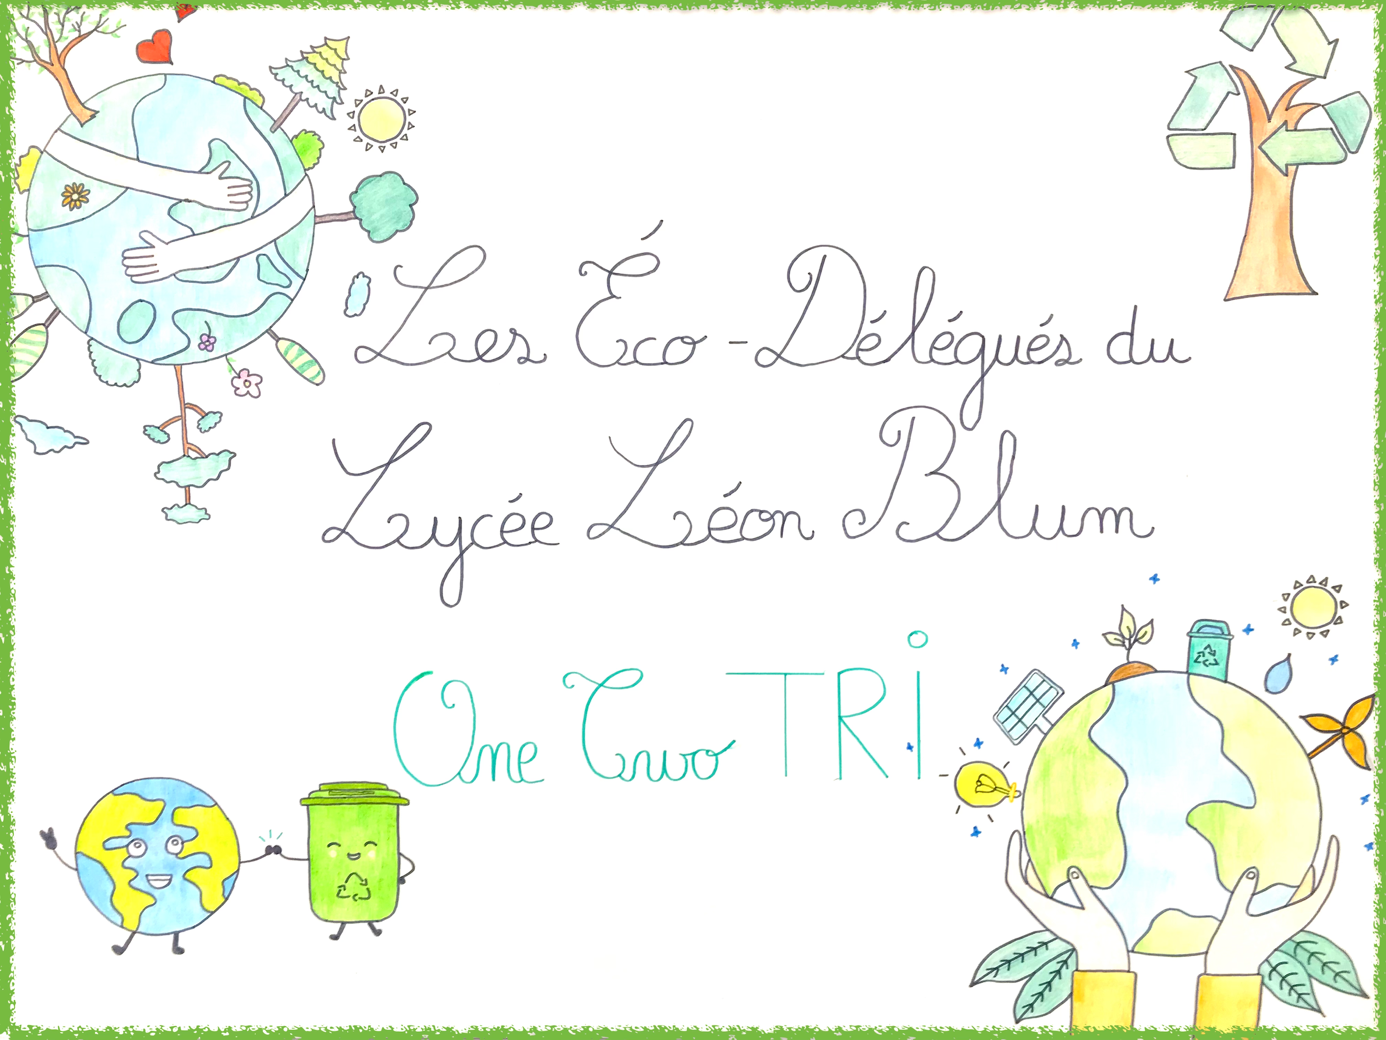 Les Éco-Délégués du
Lycée Léon Blum
One Two TRi